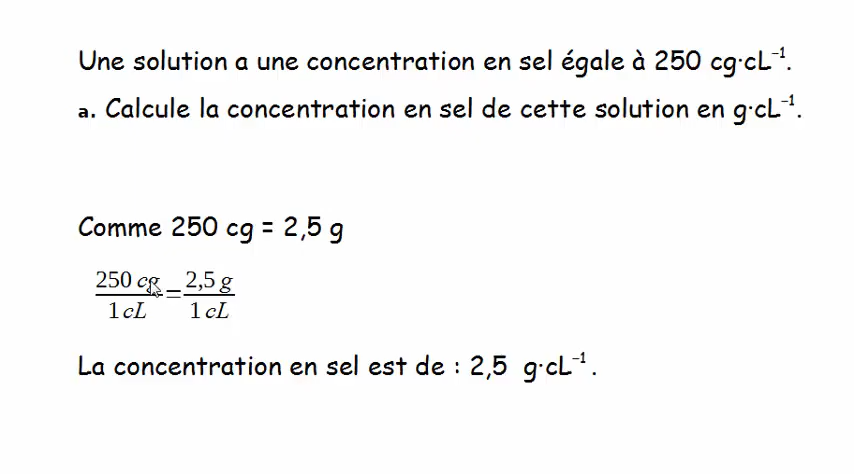 Une solution a une concentration en sel égale à 250 cg·cL⁻¹.
a. Calcule la concentration en sel de cette solution en g·cL⁻¹.
Comme 250 cg = 2,5 g
250 cg / 1 cL = 2,5 g / 1 cL
La concentration en sel est de : 2,5 g·cL⁻¹.